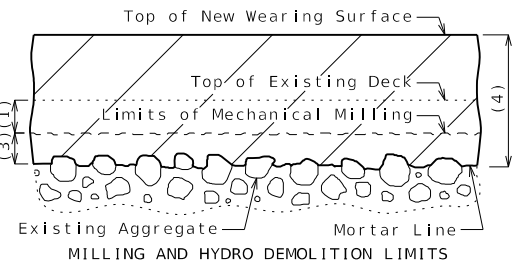 Top of New Wearing Surface
Top of Existing Deck
Limits of Mechanical Milling
(1)
(3)
(4)
Existing Aggregate
Mortar Line
MILLING AND HYDRO DEMOLITION LIMITS